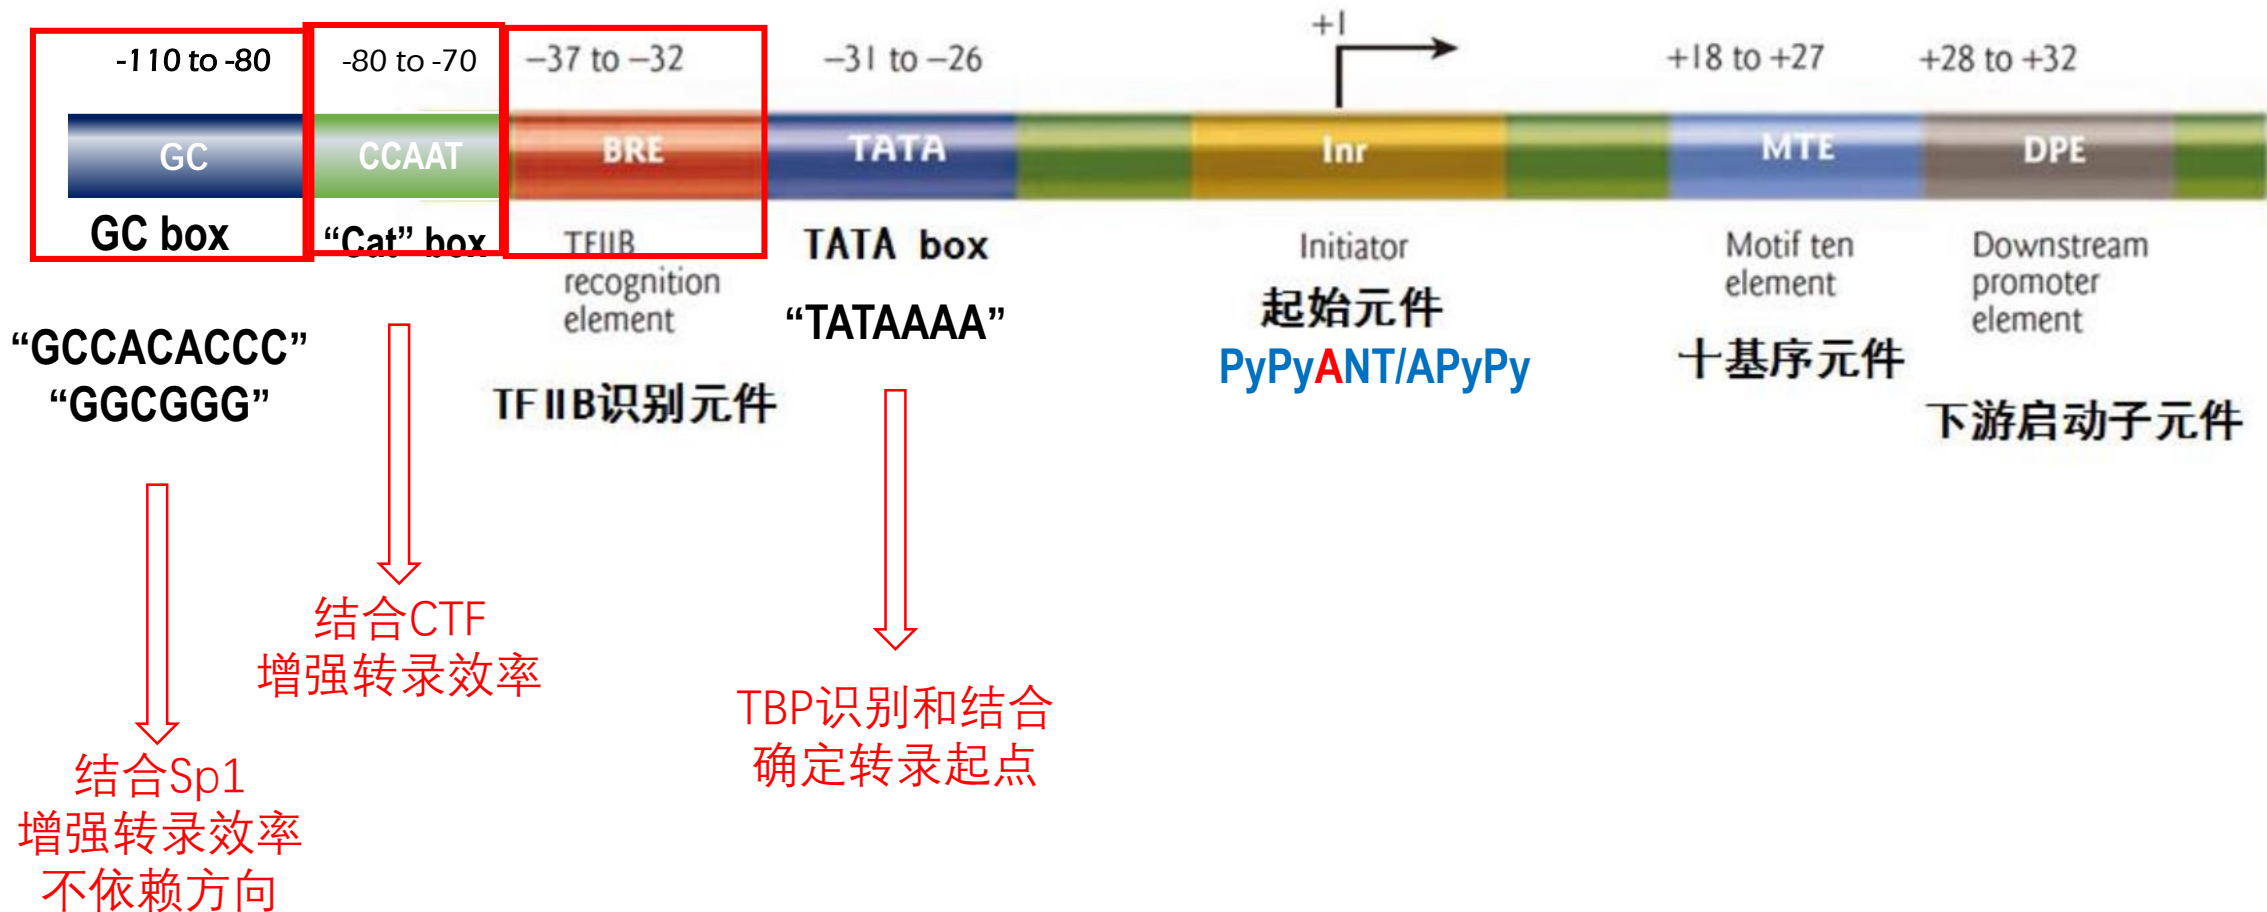 -110 to -80
-80 to -70
–37 to –32
–31 to –26
+1
+18 to +27
+28 to +32
GC
CCAAT
BRE
TATA
Inr
MTE
DPE
GC box
“Cat” box
TFIIB
recognition
element
TATA box
Initiator
Motif ten
element
Downstream
promoter
element
“GCCACACCC”
“GGCGGG”
TFⅡB识别元件
“TATAAAA”
起始元件
PyPyANT/APyPy
十基序元件
下游启动子元件
结合Sp1
增强转录效率
不依赖方向
结合CTF
增强转录效率
TBP识别和结合
确定转录起点